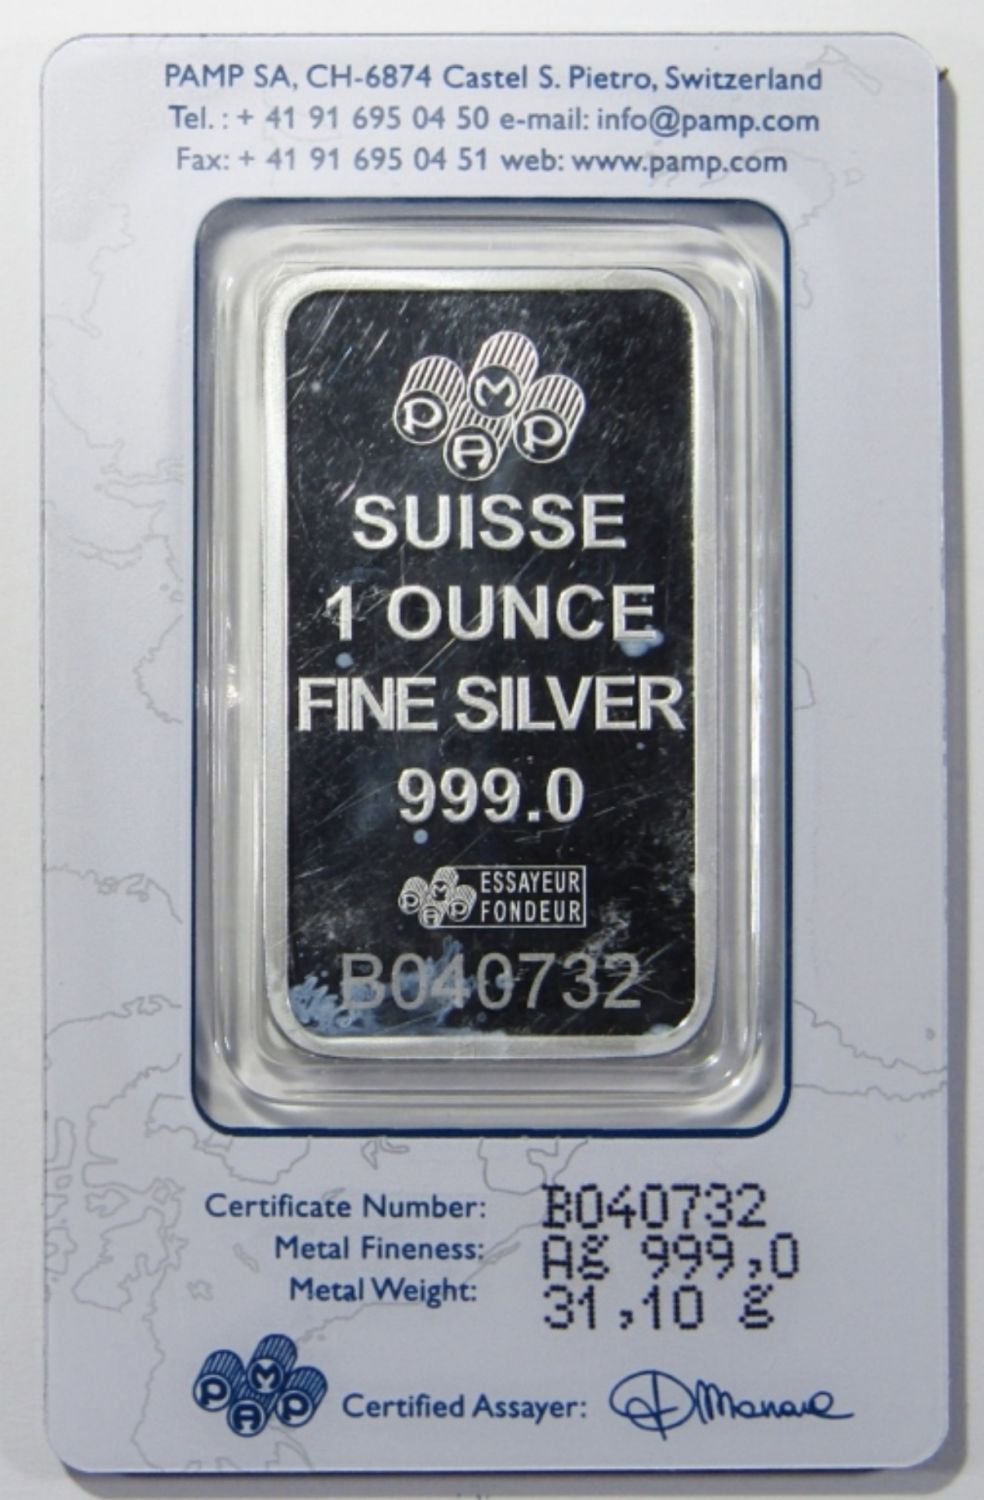 PAMP SA, CH-6874 Castel S. Pietro, Switzerland
Tel. : + 41 91 695 04 50 e-mail: info@pamp.com
Fax: + 41 91 695 04 51 web: www.pamp.com
PAMP
SUISSE
1 OUNCE
FINE SILVER
999.0
PAMP ESSAYEUR
FONDEUR
B040732
Certificate Number: B040732
Metal Fineness: Ag 999,0
Metal Weight: 31,10 g
PAMP Certified Assayer: